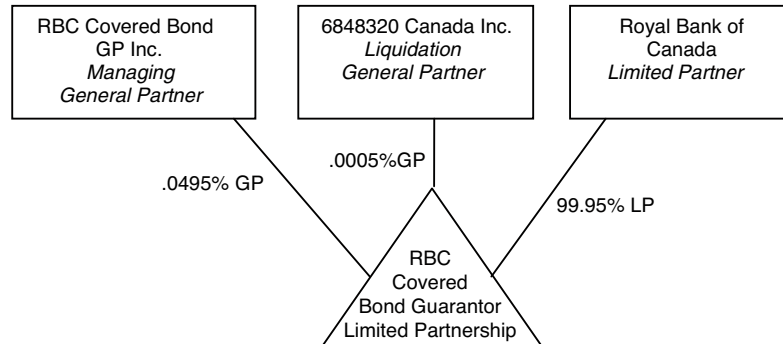 RBC Covered Bond
GP Inc.
Managing
General Partner
6848320 Canada Inc.
Liquidation
General Partner
Royal Bank of
Canada
Limited Partner
.0495% GP
.0005%GP
99.95% LP
RBC
Covered
Bond Guarantor
Limited Partnership